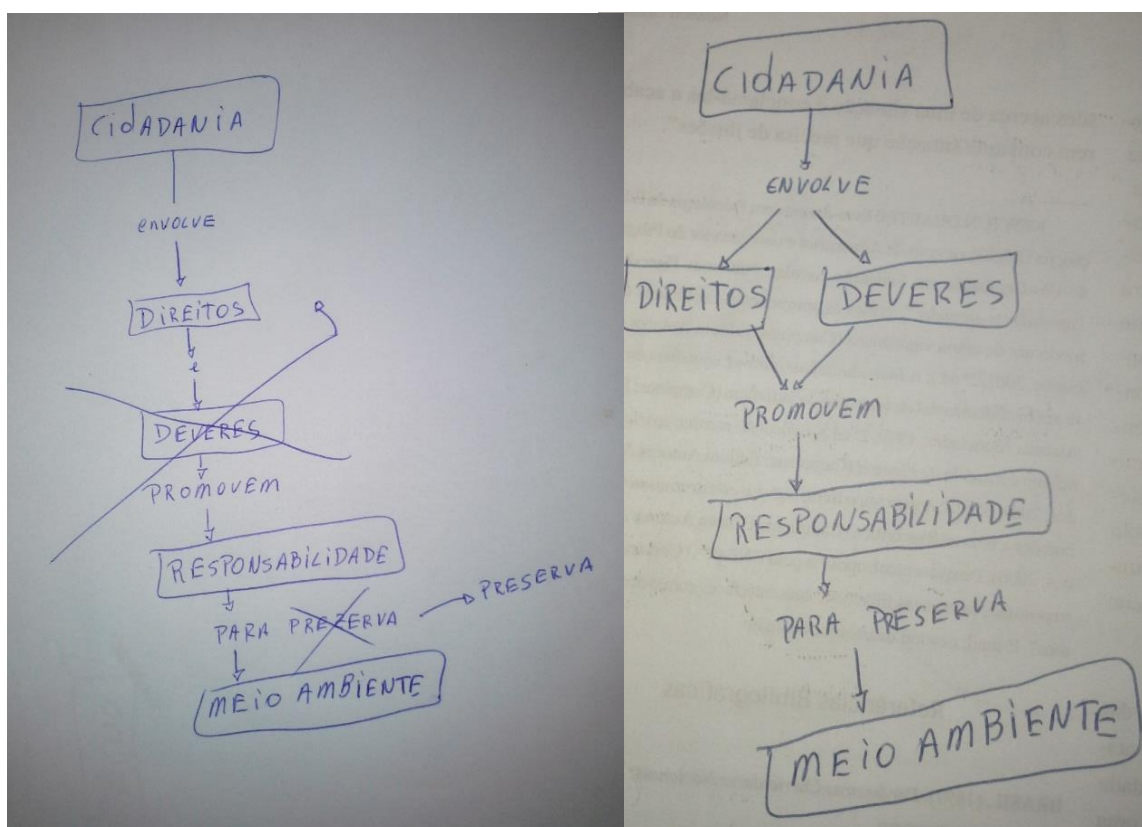 CIDADANIA
ENVOLVE
DIREITOS
e
DEVERES
PROMOVEM
RESPONSABILIDADE
PARA PREZERVA PRESERVA
MEIO AMBIENTE
CIDADANIA
ENVOLVE
DIREITOS DEVERES
PROMOVEM
RESPONSABILIDADE
PARA PRESERVA
MEIO AMBIENTE